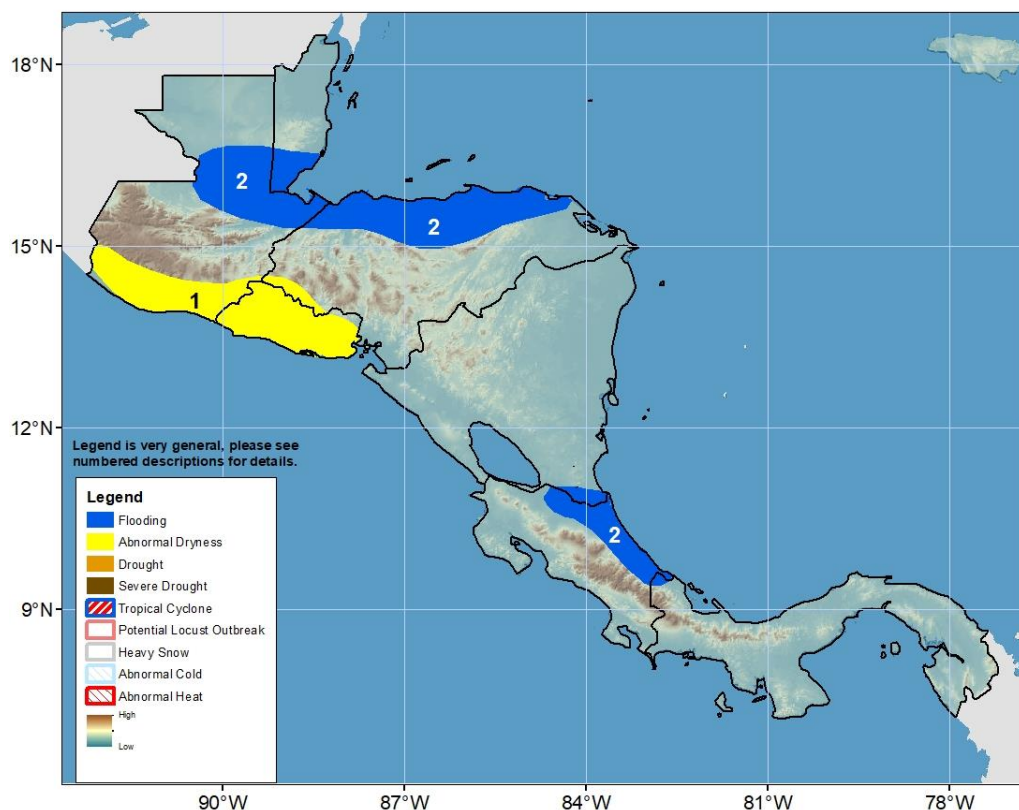 18°N
2
2
15°N
1
12°N
Legend is very general, please see
numbered descriptions for details.
Legend
Flooding
Abnormal Dryness
Drought
Severe Drought
Tropical Cyclone
Potential Locust Outbreak
Heavy Snow
Abnormal Cold
Abnormal Heat
High
Low
2
9°N
90°W 87°W 84°W 81°W 78°W